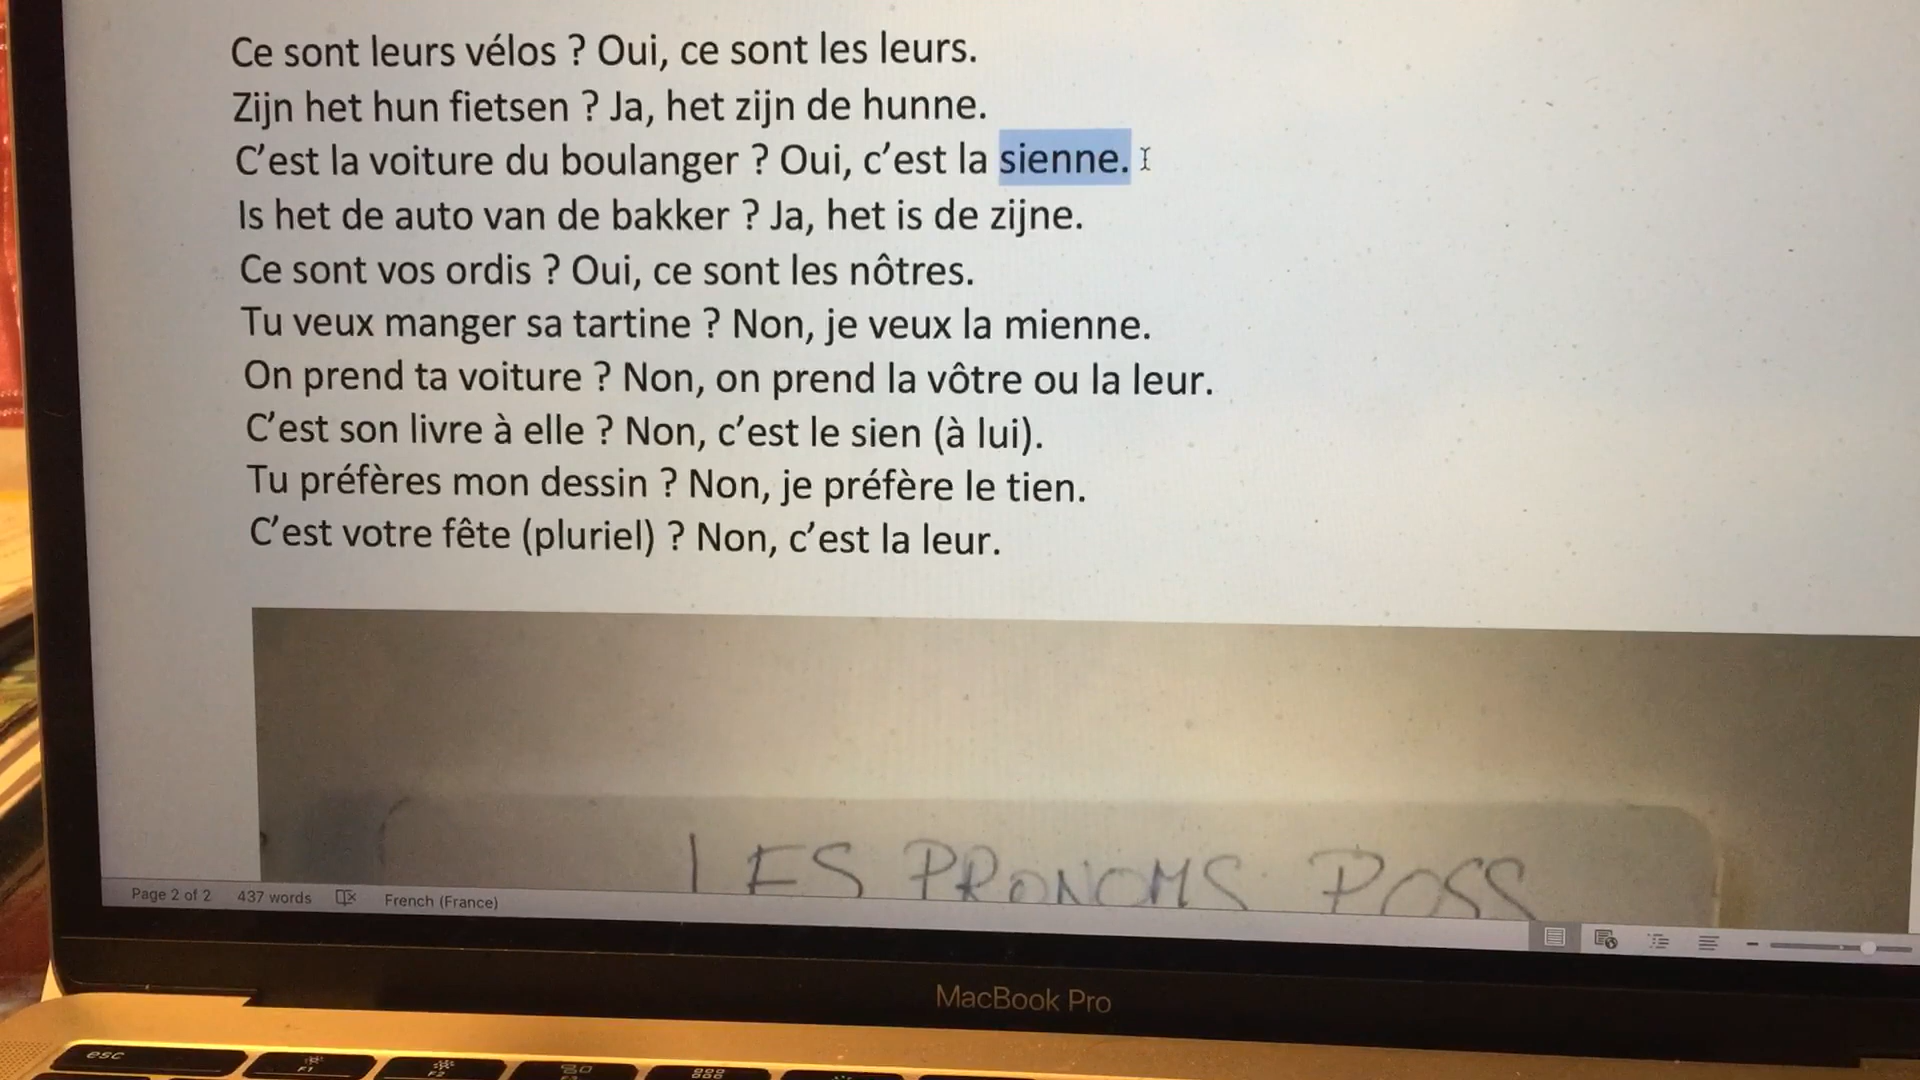 Ce sont leurs vélos ? Oui, ce sont les leurs.
Zijn het hun fietsen ? Ja, het zijn de hunne.
C’est la voiture du boulanger ? Oui, c’est la sienne.
Is het de auto van de bakker ? Ja, het is de zijne.
Ce sont vos ordis ? Oui, ce sont les nôtres.
Tu veux manger sa tartine ? Non, je veux la mienne.
On prend ta voiture ? Non, on prend la vôtre ou la leur.
C’est son livre à elle ? Non, c’est le sien (à lui).
Tu préfères mon dessin ? Non, je préfère le tien.
C’est votre fête (pluriel) ? Non, c’est la leur.
LES PRONOMS POSS
Page 2 of 2 437 words French (France)
MacBook Pro
esc F1 F2